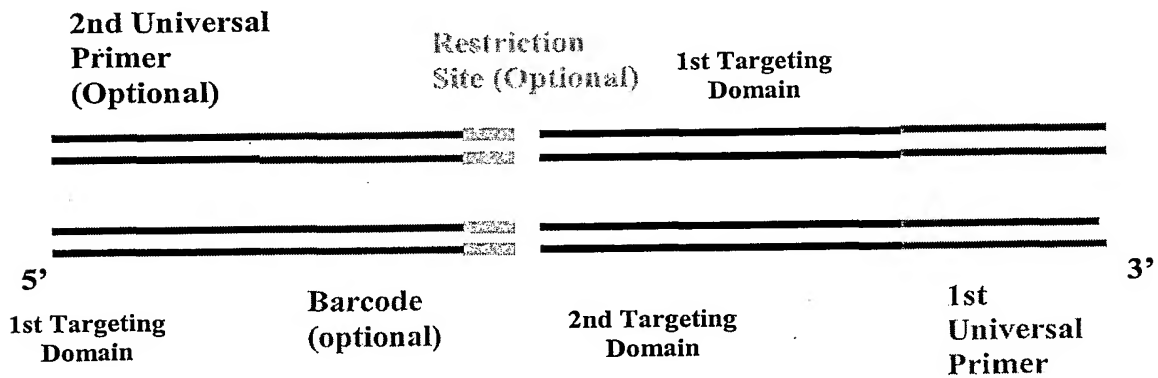 2nd Universal
Primer
(Optional)
Restriction
Site (Optional)
1st Targeting
Domain
5’
3’
1st Targeting
Domain
Barcode
(optional)
2nd Targeting
Domain
1st
Universal
Primer